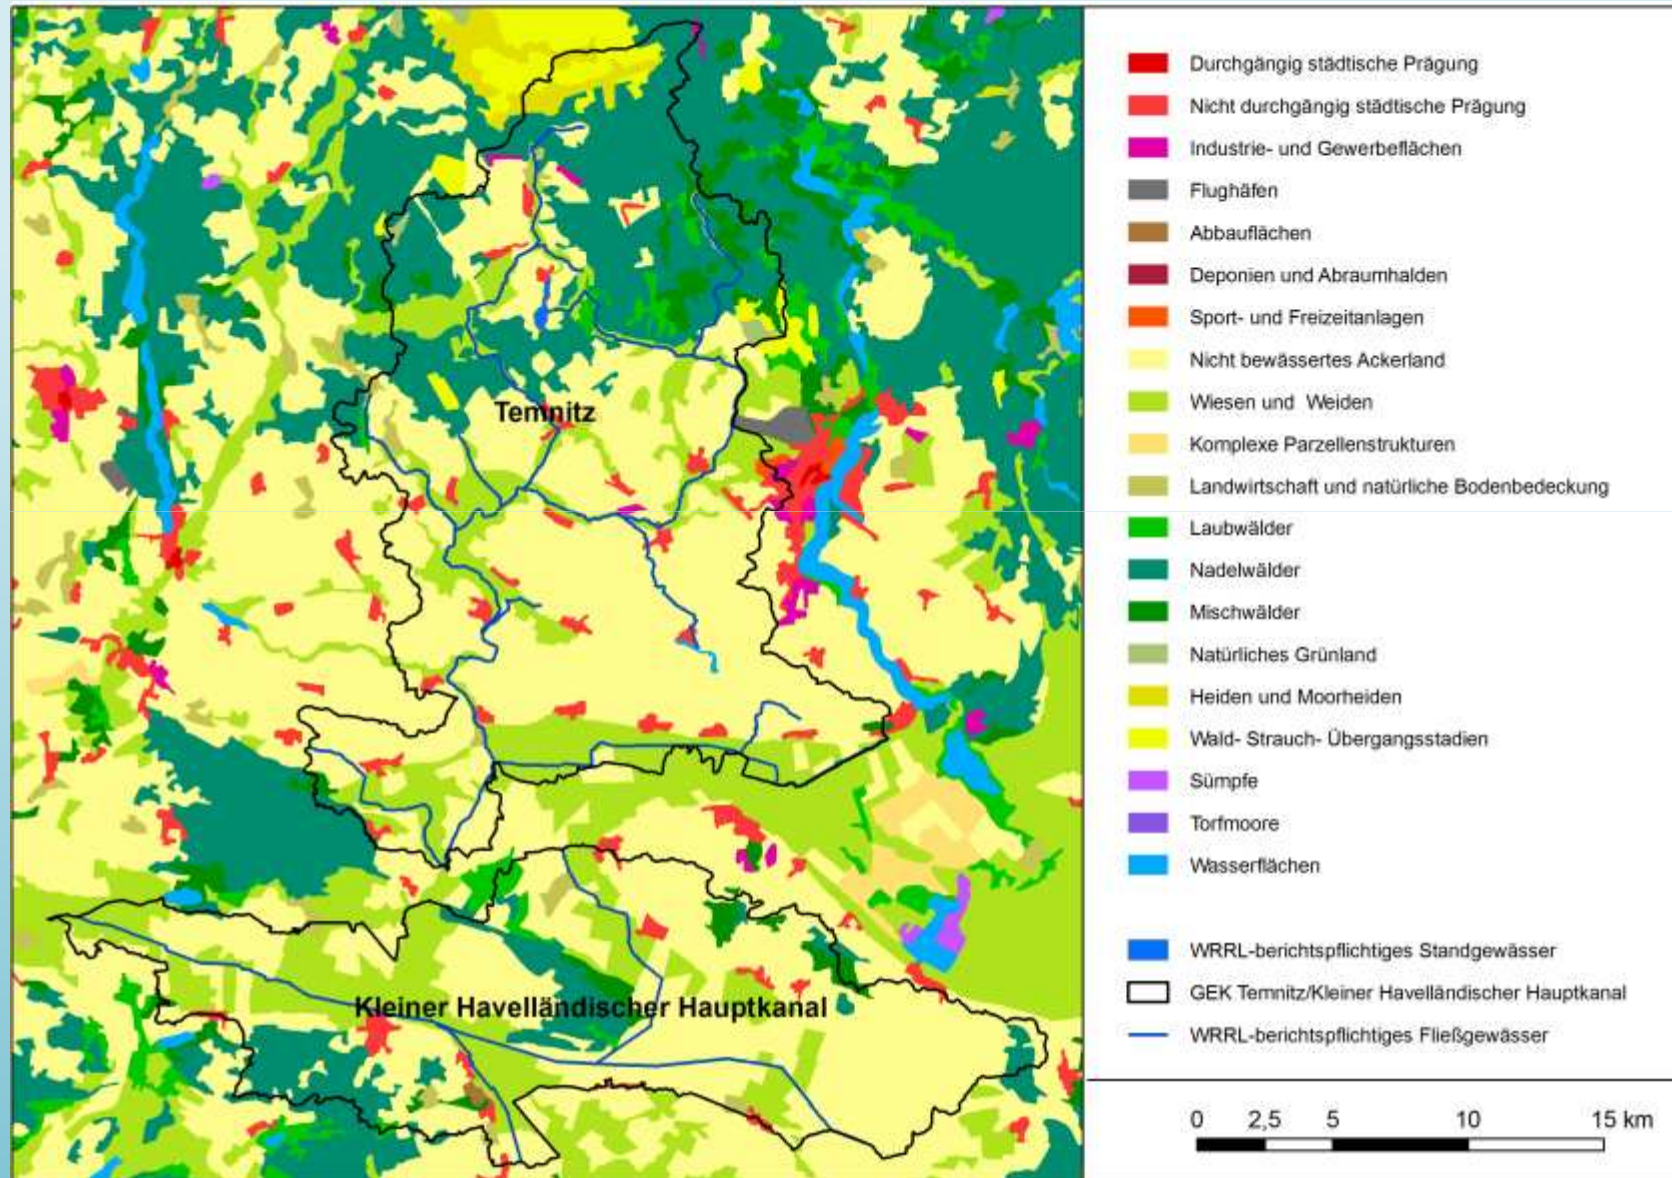 Temnitz
Kleiner Havelländischer Hauptkanal
Durchgängig städtische Prägung
Nicht durchgängig städtische Prägung
Industrie- und Gewerbeflächen
Flughäfen
Abbauflächen
Deponien und Abraumhalden
Sport- und Freizeitanlagen
Nicht bewässertes Ackerland
Wiesen und Weiden
Komplexe Parzellenstrukturen
Landwirtschaft und natürliche Bodenbedeckung
Laubwälder
Nadelwälder
Mischwälder
Natürliches Grünland
Heiden und Moorheiden
Wald- Strauch- Übergangsstadien
Sümpfe
Torfmoore
Wasserflächen
WRRL-berichtspflichtiges Standgewässer
GEK Temnitz/Kleiner Havelländischer Hauptkanal
WRRL-berichtspflichtiges Fließgewässer
0 2,5 5 10 15 km